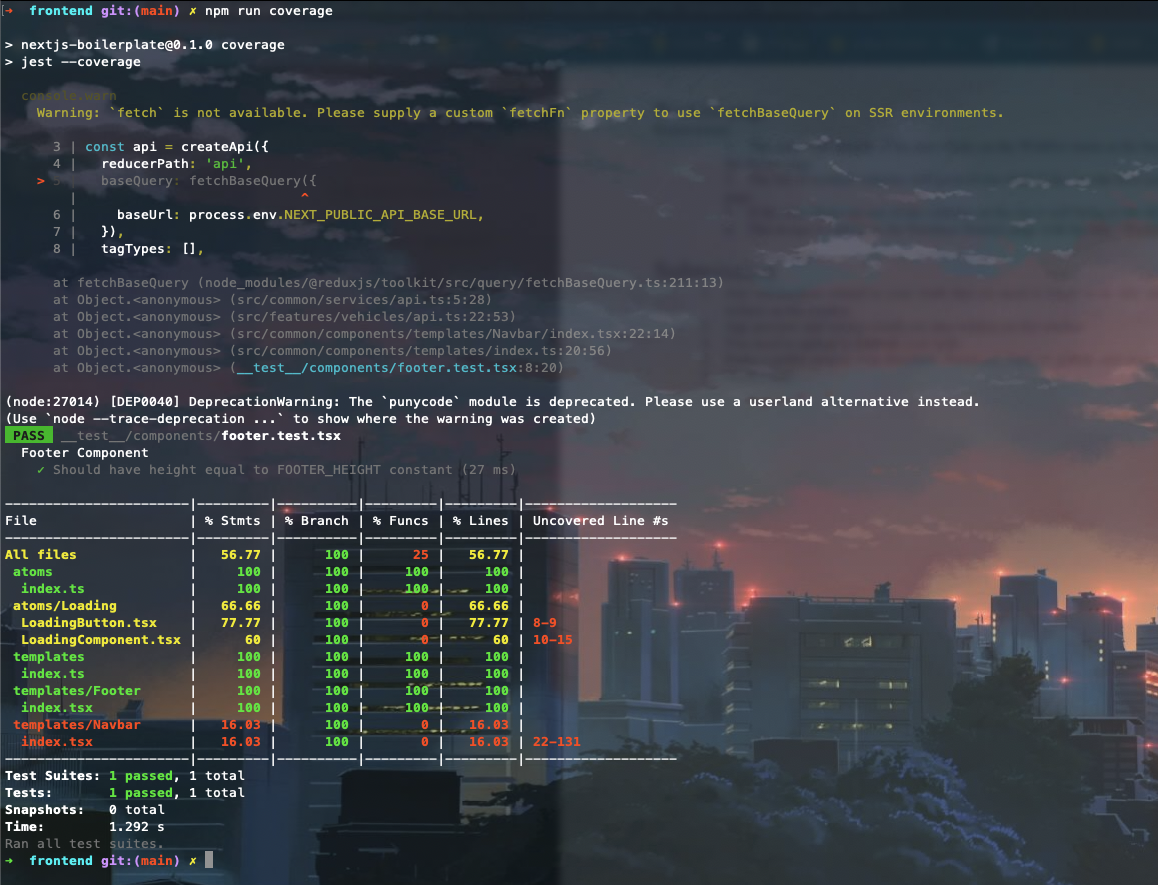 → frontend git:(main) ✗ npm run coverage
> nextjs-boilerplate@0.1.0 coverage
> jest --coverage
console.warn
Warning: `fetch` is not available. Please supply a custom `fetchFn` property to use `fetchBaseQuery` on SSR environments.
3 | const api = createApi({
4 |   reducerPath: 'api',
> 5 |   baseQuery: fetchBaseQuery({
|                             ^
6 |     baseUrl: process.env.NEXT_PUBLIC_API_BASE_URL,
7 |   }),
8 |   tagTypes: [],
at fetchBaseQuery (node_modules/@reduxjs/toolkit/src/query/fetchBaseQuery.ts:211:13)
at Object.<anonymous> (src/common/services/api.ts:5:28)
at Object.<anonymous> (src/features/vehicles/api.ts:22:53)
at Object.<anonymous> (src/common/components/templates/Navbar/index.tsx:22:14)
at Object.<anonymous> (src/common/components/templates/index.ts:20:56)
at Object.<anonymous> (__test__/components/footer.test.tsx:8:20)
(node:27014) [DEP0040] DeprecationWarning: The `punycode` module is deprecated. Please use a userland alternative instead.
(Use `node --trace-deprecation ...` to show where the warning was created)
PASS __test__/components/footer.test.tsx
Footer Component
✓ Should have height equal to FOOTER_HEIGHT constant (27 ms)
-----------------------|---------|----------|---------|---------|-------------------
File                   | % Stmts | % Branch | % Funcs | % Lines | Uncovered Line #s
-----------------------|---------|----------|---------|---------|-------------------
All files              |   56.77 |      100 |      25 |   56.77 |
atoms                 |     100 |      100 |     100 |     100 |
index.ts             |     100 |      100 |     100 |     100 |
atoms/Loading         |   66.66 |      100 |       0 |   66.66 |
LoadingButton.tsx    |   77.77 |      100 |       0 |   77.77 | 8-9
LoadingComponent.tsx |      60 |      100 |       0 |      60 | 10-15
templates             |     100 |      100 |     100 |     100 |
index.ts             |     100 |      100 |     100 |     100 |
templates/Footer      |     100 |      100 |     100 |     100 |
index.tsx            |     100 |      100 |     100 |     100 |
templates/Navbar      |   16.03 |      100 |       0 |   16.03 |
index.tsx            |   16.03 |      100 |       0 |   16.03 | 22-131
-----------------------|---------|----------|---------|---------|-------------------
Test Suites: 1 passed, 1 total
Tests:       1 passed, 1 total
Snapshots:   0 total
Time:        1.292 s
Ran all test suites.
→ frontend git:(main) ✗